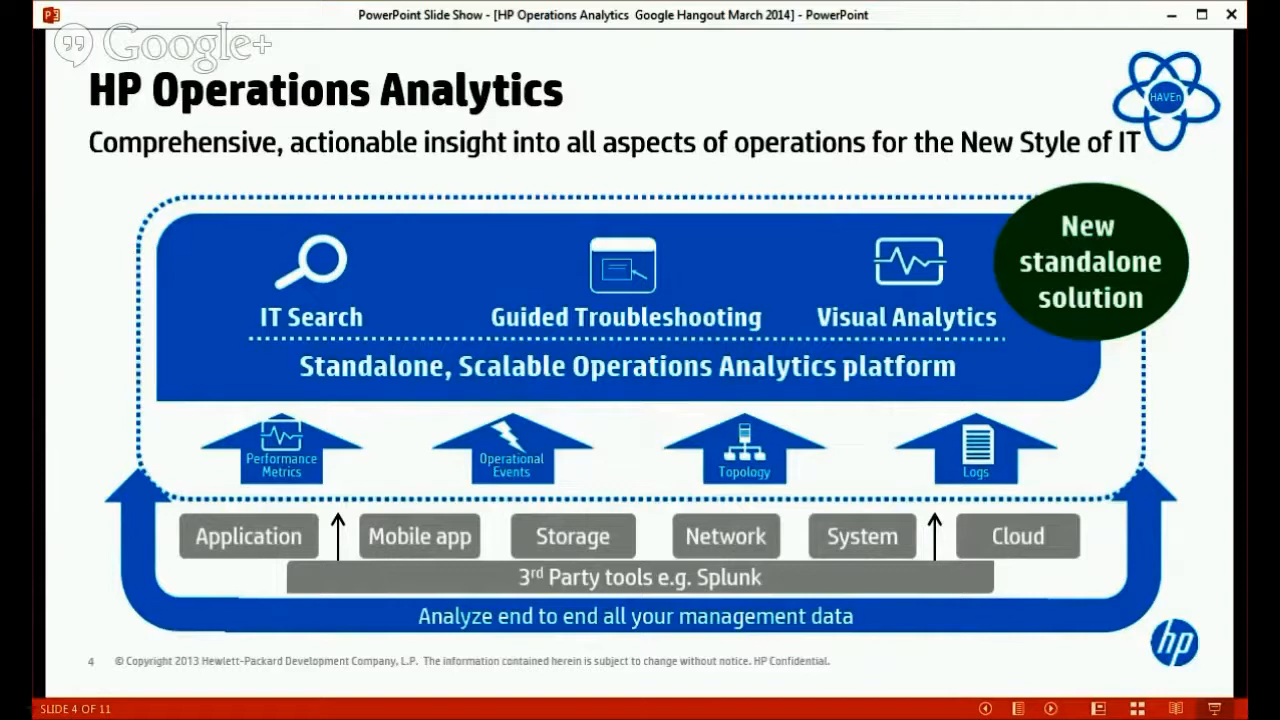 PowerPoint Slide Show - [HP Operations Analytics Google Hangout March 2014] - PowerPoint
Google+
HP Operations Analytics
HAVEn
Comprehensive, actionable insight into all aspects of operations for the New Style of IT
New
standalone
solution
IT Search
Guided Troubleshooting
Visual Analytics
Standalone, Scalable Operations Analytics platform
Performance
Metrics
Operational
Events
Topology
Logs
Application
Mobile app
Storage
Network
System
Cloud
3rd Party tools e.g. Splunk
Analyze end to end all your management data
hp
4 © Copyright 2013 Hewlett-Packard Development Company, L.P. The information contained herein is subject to change without notice. HP Confidential.
SLIDE 4 OF 11